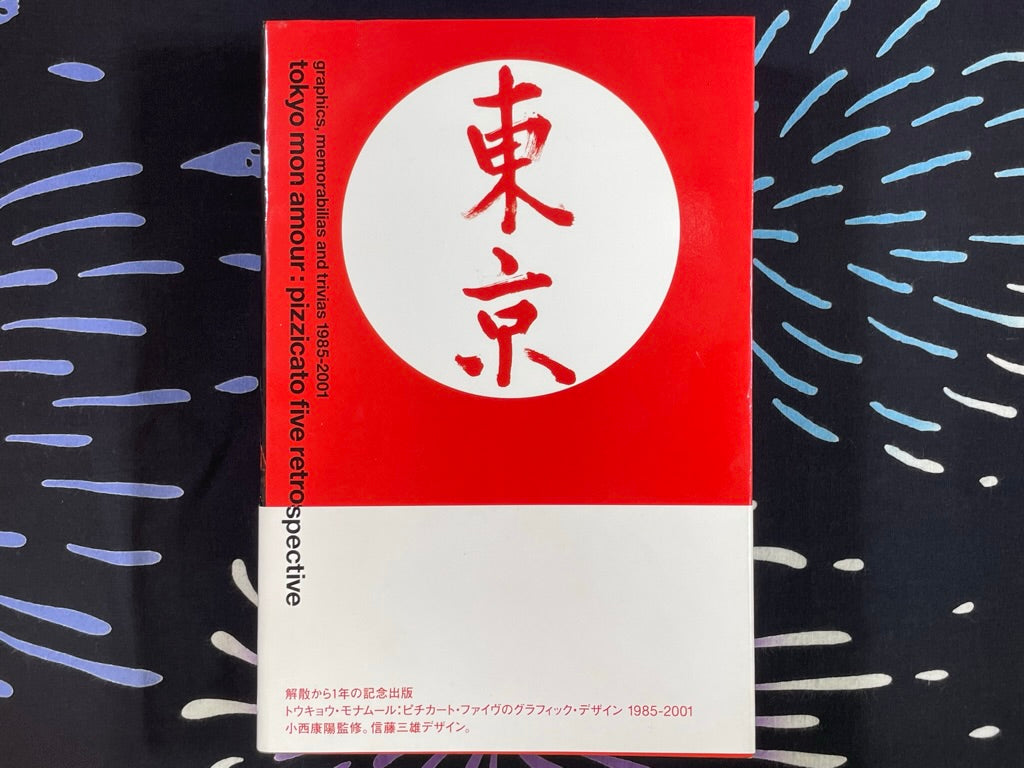 graphics, memorabilias and trivias 1985-2001
tokyo mon amour : pizzicato five retrospective
東京
解散から1年の記念出版
トウキョウ・モナムール：ピチカート・ファイヴのグラフィック・デザイン 1985-2001
小西康陽監修。信藤三雄デザイン。